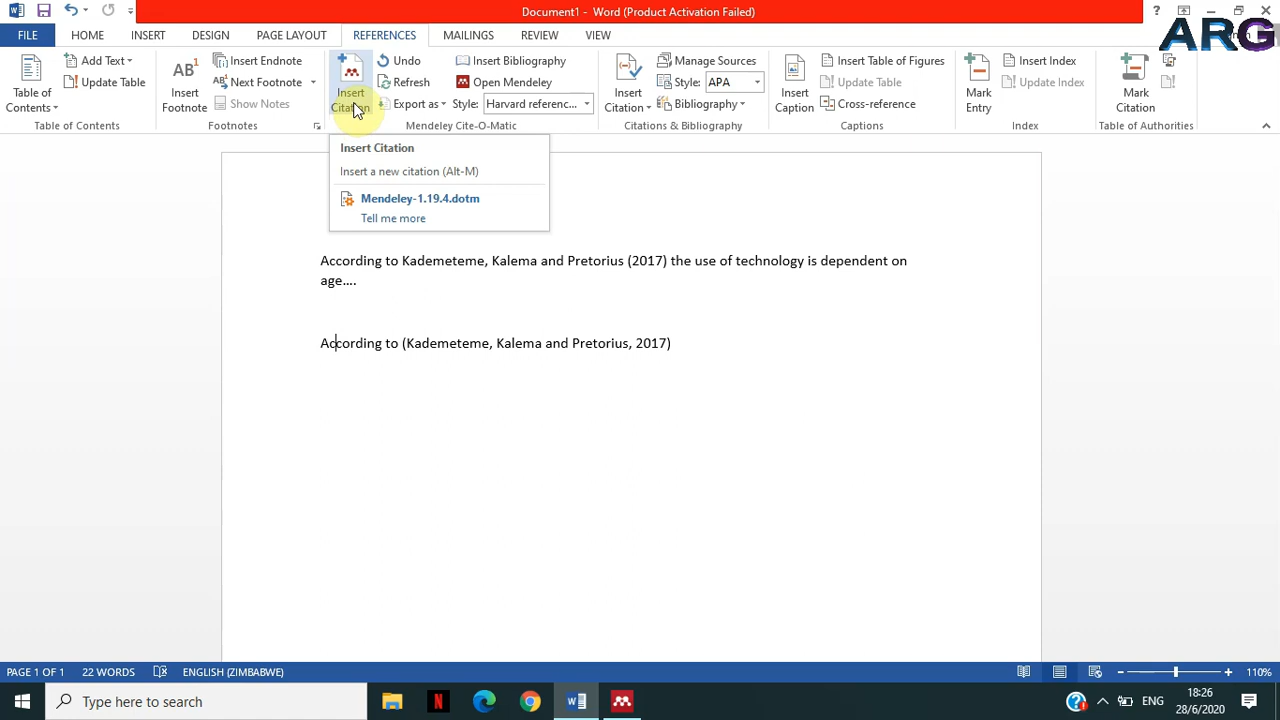 Document1 - Word (Product Activation Failed)
?
ARG
FILE HOME INSERT DESIGN PAGE LAYOUT REFERENCES MAILINGS REVIEW VIEW
Table of Contents
Add Text
Update Table
Table of Contents
AB1
Insert Footnote
Insert Endnote
Next Footnote
Show Notes
Footnotes
Insert Citation
Undo
Refresh
Export as
Insert Bibliography
Open Mendeley
Style: Harvard referenc...
Mendeley Cite-O-Matic
Insert Citation
Manage Sources
Style: APA
Bibliography
Citations & Bibliography
Insert Caption
Insert Table of Figures
Update Table
Cross-reference
Captions
Mark Entry
Insert Index
Update Index
Index
Mark Citation
Table of Authorities
Insert Citation
Insert a new citation (Alt-M)
Mendeley-1.19.4.dotm
Tell me more
According to Kademeteme, Kalema and Pretorius (2017) the use of technology is dependent on
age....
According to (Kademeteme, Kalema and Pretorius, 2017)
PAGE 1 OF 1 22 WORDS ENGLISH (ZIMBABWE) 110%
Type here to search
ENG
18:26
28/6/2020